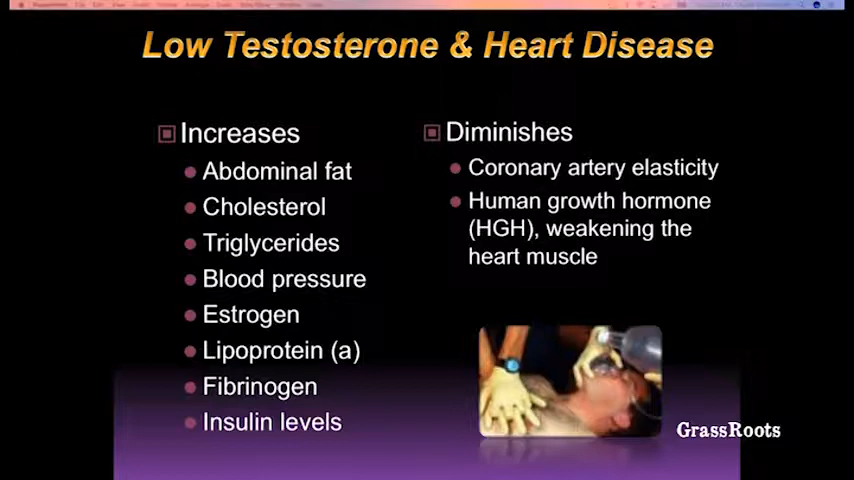 Low Testosterone & Heart Disease
Increases
Abdominal fat
Cholesterol
Triglycerides
Blood pressure
Estrogen
Lipoprotein (a)
Fibrinogen
Insulin levels
Diminishes
Coronary artery elasticity
Human growth hormone
(HGH), weakening the
heart muscle
GrassRoots